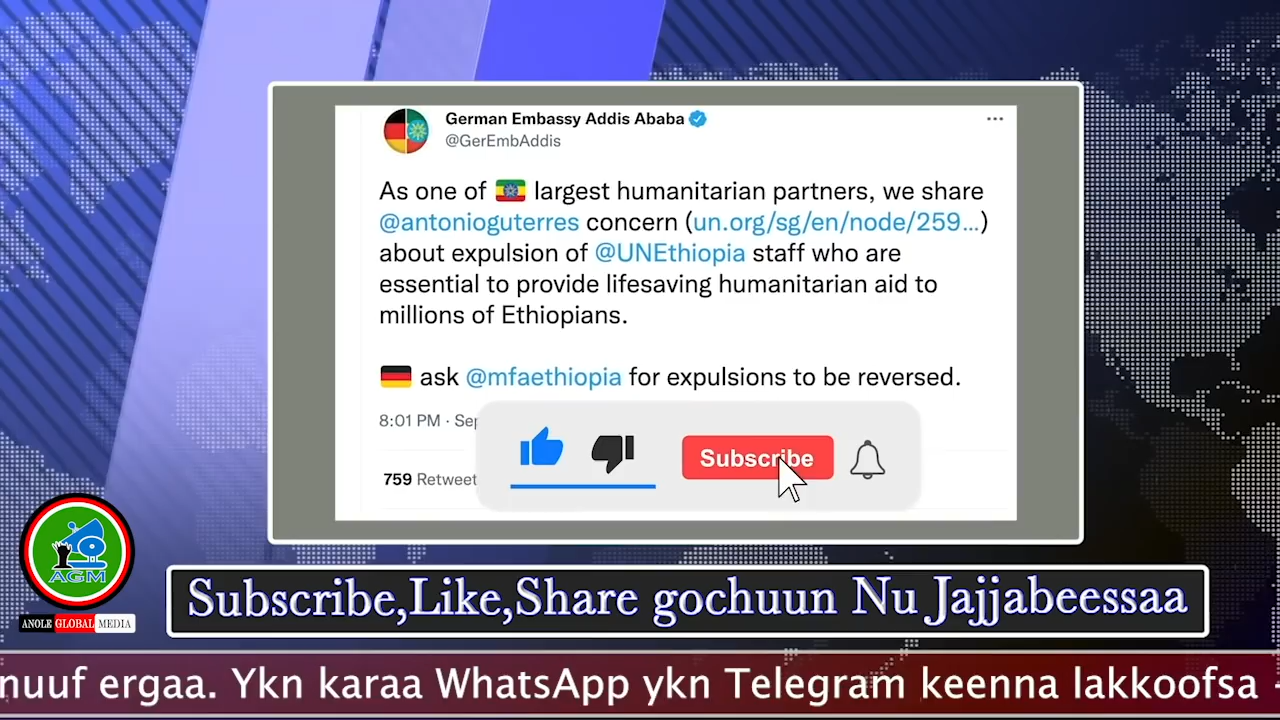 German Embassy Addis Ababa
@GerEmbAddis
As one of 🇪🇹 largest humanitarian partners, we share
@antonioguterres concern (un.org/sg/en/node/259...)
about expulsion of @UNEthiopia staff who are
essential to provide lifesaving humanitarian aid to
millions of Ethiopians.
🇩🇪 ask @mfaethiopia for expulsions to be reversed.
8:01 PM · Sep
759 Retweet
Subscribe
AGM
ANOLE GLOBAL MEDIA
Subscribe,Like,Share gochuun Nu Jajjabeessaa
nuuf ergaa. Ykn karaa WhatsApp ykn Telegram keenna lakkoofsa